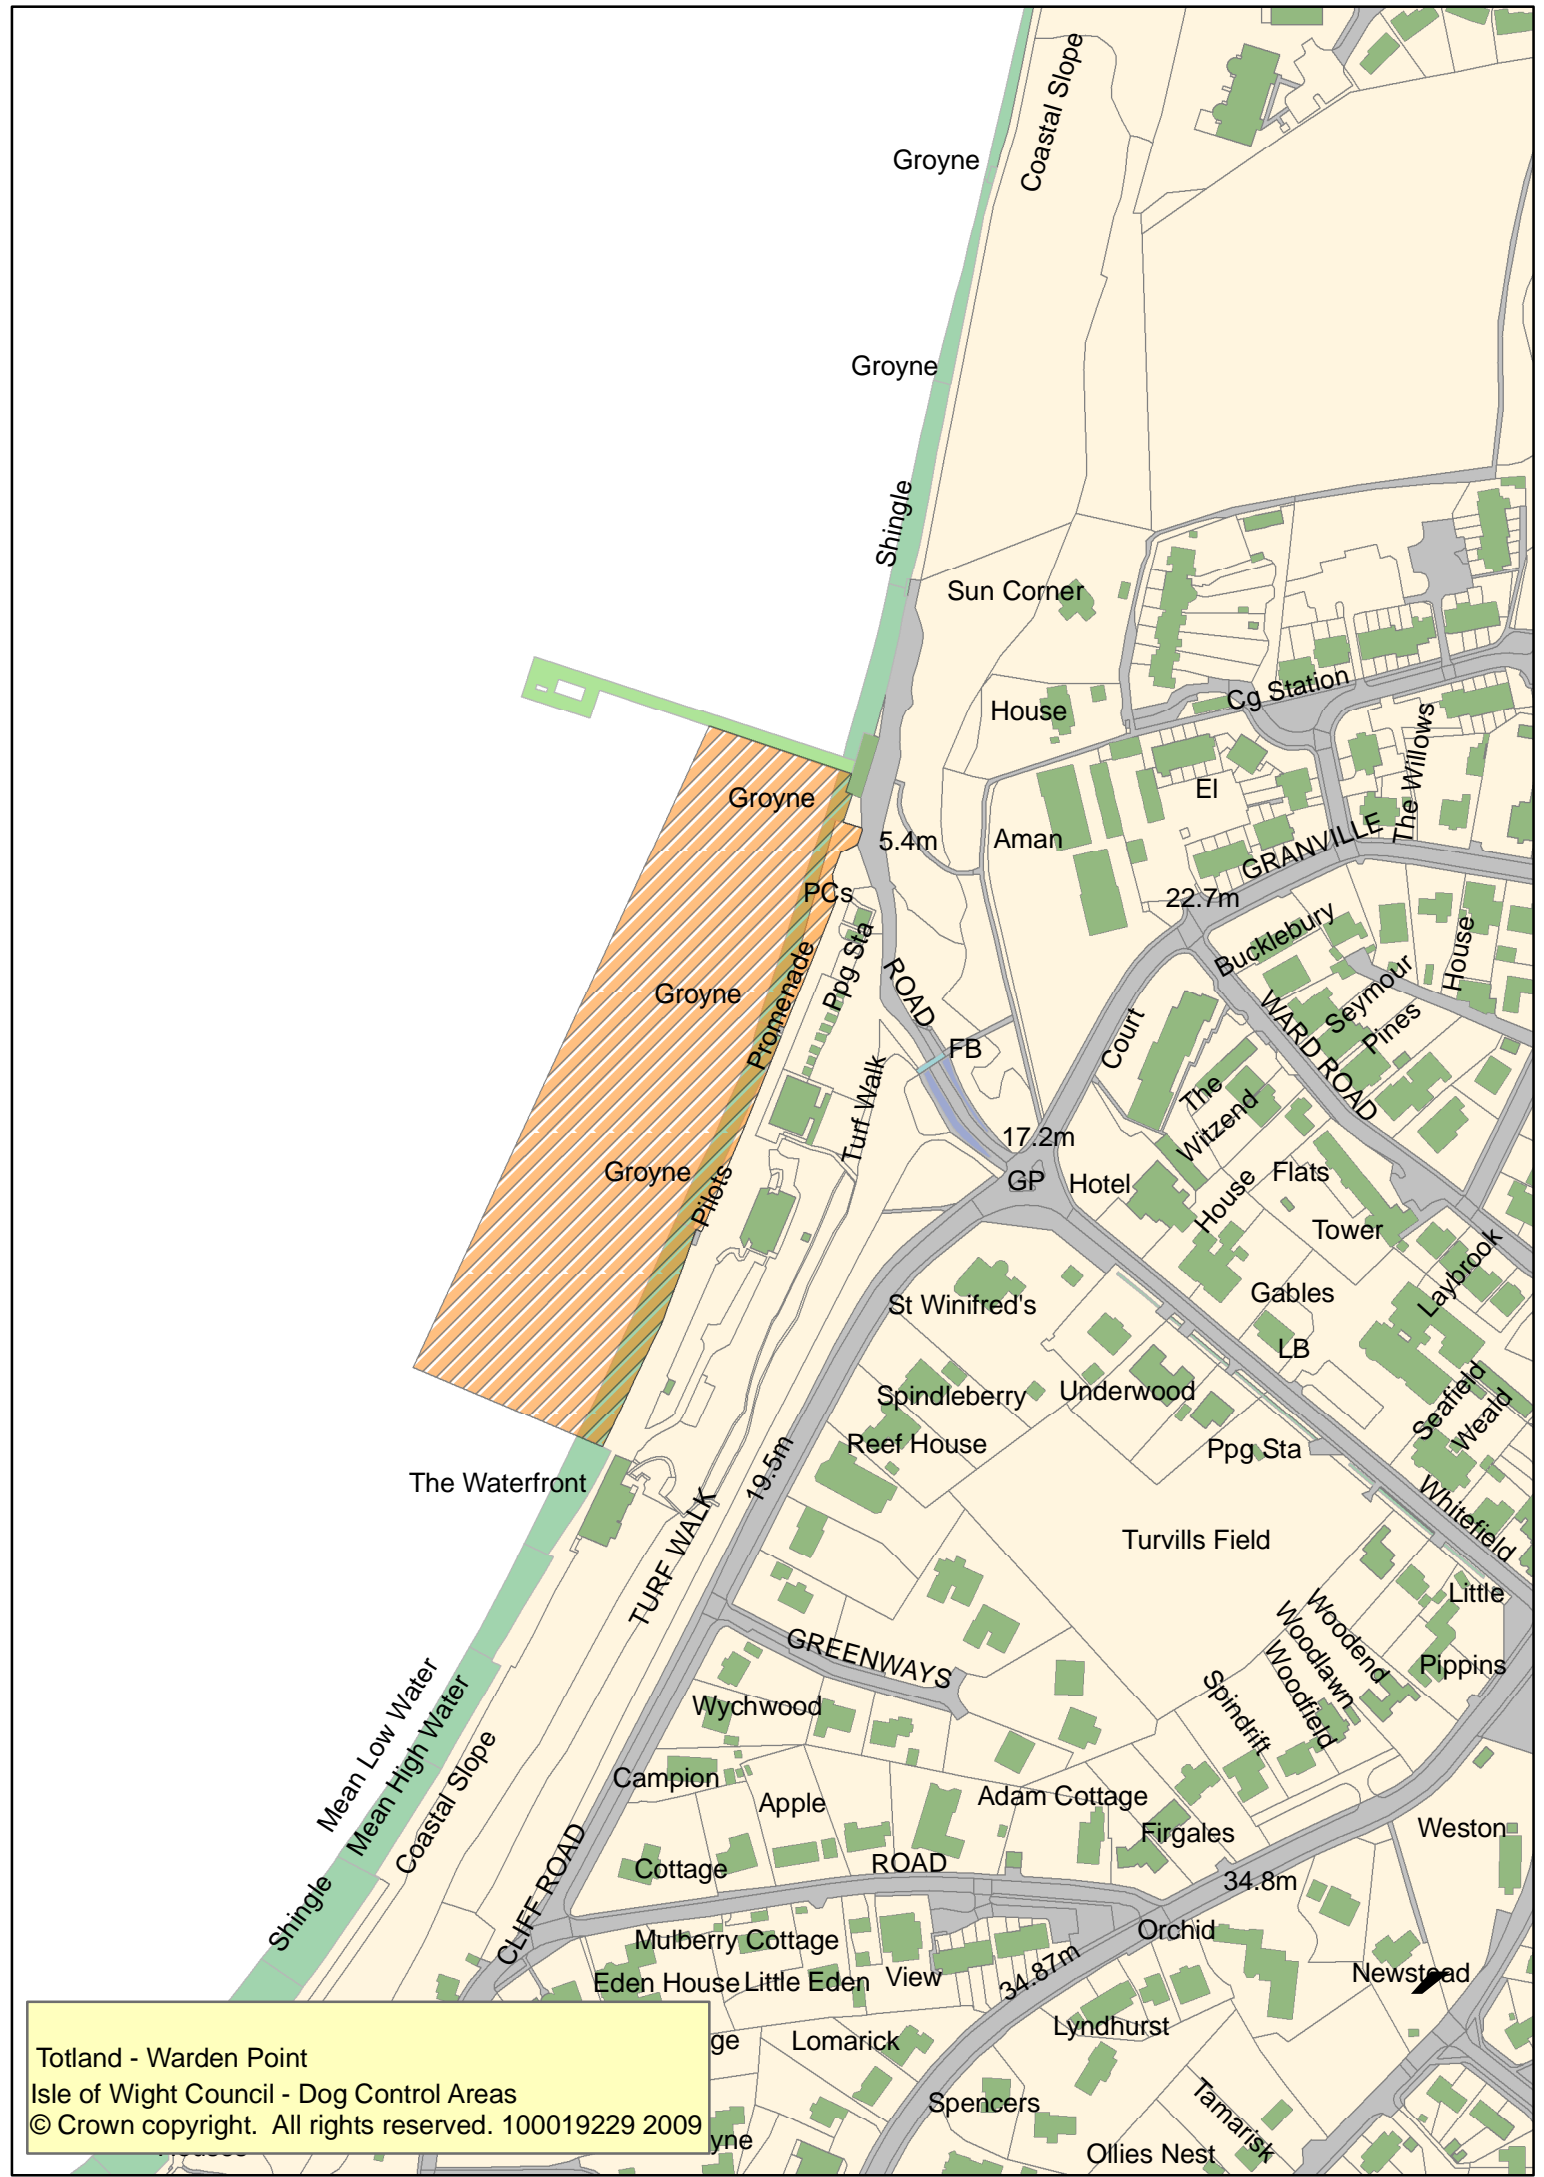 Coastal Slope
Groyne
Groyne
Shingle
Sun Corner
House
Cg Station
The Willows
Groyne
El
5.4m
Aman
GRANVILLE
PCs
22.7m
Bucklebury
House
Ppg Sta
Promenade
Groyne
ROAD
Seymour
Pines
WARD ROAD
FB
Court
Turf Walk
The
Witzend
17.2m
Groyne
Pilots
GP
Hotel
House
Flats
Tower
Laybrook
St Winifred's
Gables
LB
Spindleberry
Underwood
Seafield
Weald
Reef House
Ppg Sta
The Waterfront
19.5m
Whitefield
TURF WALK
Turvills Field
Little
Pippins
GREENWAYS
Woodend
Woodlawn
Woodfield
Spindrift
Mean Low Water
Mean High Water
Wychwood
Coastal Slope
Campion
Apple
Adam Cottage
Firgales
Weston
Cottage
ROAD
34.8m
CLIFF ROAD
Shingle
Orchid
Mulberry Cottage
Eden House
Little Eden
View
34.87m
Newstead
Lyndhurst
ge
Lomarick
Spencers
Tamarisk
yne
Ollies Nest
Totland - Warden Point
Isle of Wight Council - Dog Control Areas
© Crown copyright. All rights reserved. 100019229 2009